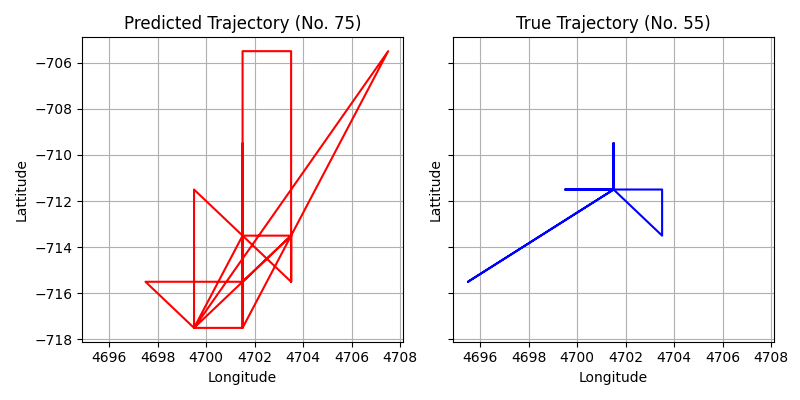 Predicted Trajectory (No. 75)
True Trajectory (No. 55)
Lattitude
−706
−708
−710
−712
−714
−716
−718
4696 4698 4700 4702 4704 4706 4708
Longitude
Lattitude
4696 4698 4700 4702 4704 4706 4708
Longitude